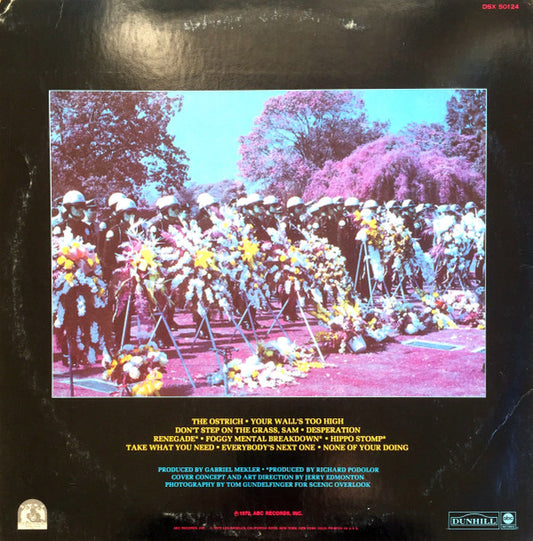 DSX 50124
THE OSTRICH • YOUR WALL'S TOO HIGH
DON'T STEP ON THE GRASS, SAM • DESPERATION
RENEGADE* • FOGGY MENTAL BREAKDOWN* • HIPPO STOMP*
TAKE WHAT YOU NEED • EVERYBODY'S NEXT ONE • NONE OF YOUR DOING
PRODUCED BY GABRIEL MEKLER • *PRODUCED BY RICHARD PODOLOR
COVER CONCEPT AND ART DIRECTION BY JERRY EDMONTON
PHOTOGRAPHY BY TOM GUNDELFINGER FOR SCENIC OVERLOOK
℗ 1972, ABC RECORDS, INC.
DUNHILL
abc